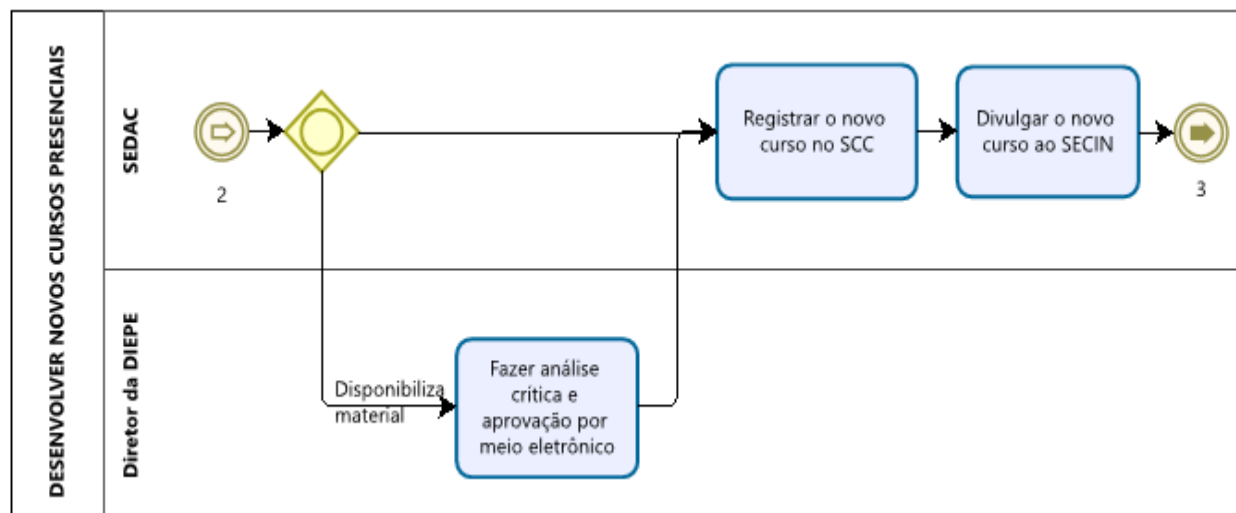 DESENVOLVER NOVOS CURSOS PRESENCIAIS
SEDAC
2
Registrar o novo
curso no SCC
Divulgar o novo
curso ao SECIN
3
Diretor da DIEPE
Disponibiliza
material
Fazer análise
crítica e
aprovação por
meio eletrônico